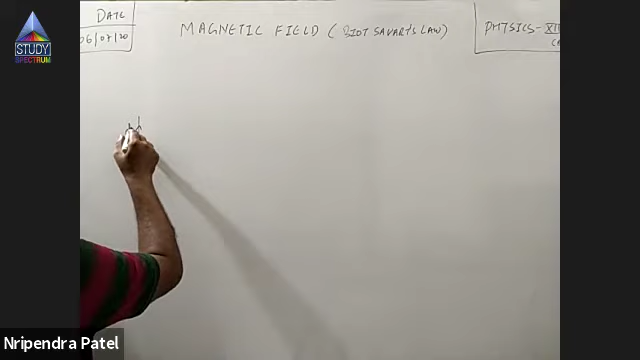 STUDY
SPECTRUM
DATE
06/07/20
MAGNETIC FIELD (BIOT SAVART'S LAW)
PHYSICS-XII
Nripendra Patel